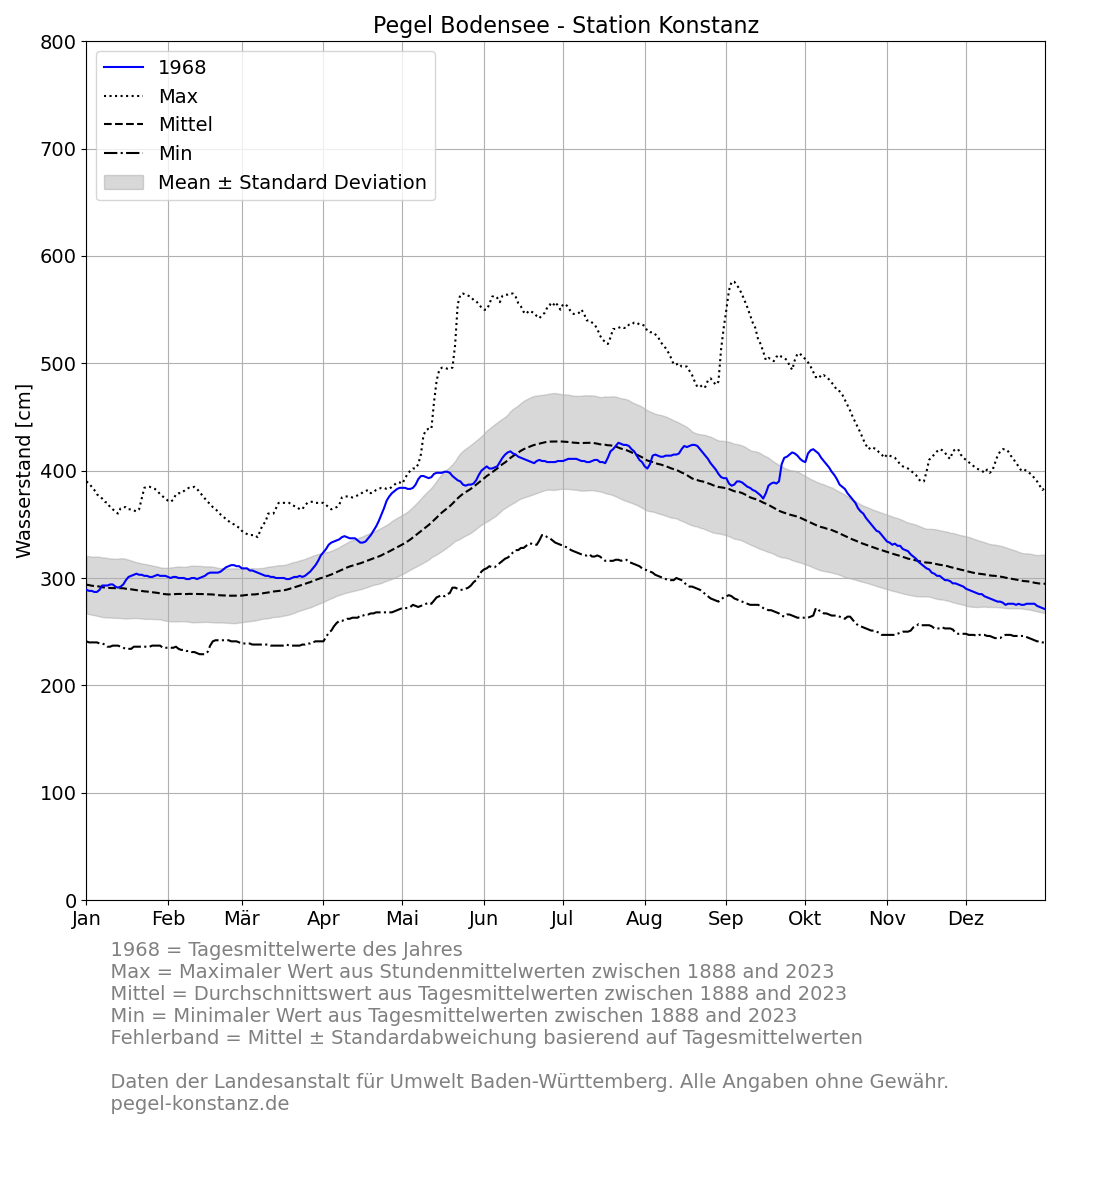 Pegel Bodensee - Station Konstanz
800
700
600
500
400
300
200
100
0
Wasserstand [cm]
1968
Max
Mittel
Min
Mean ± Standard Deviation
Jan Feb Mär Apr Mai Jun Jul Aug Sep Okt Nov Dez
1968 = Tagesmittelwerte des Jahres
Max = Maximaler Wert aus Stundenmittelwerten zwischen 1888 and 2023
Mittel = Durchschnittswert aus Tagesmittelwerten zwischen 1888 and 2023
Min = Minimaler Wert aus Tagesmittelwerten zwischen 1888 and 2023
Fehlerband = Mittel ± Standardabweichung basierend auf Tagesmittelwerten
Daten der Landesanstalt für Umwelt Baden-Württemberg. Alle Angaben ohne Gewähr.
pegel-konstanz.de